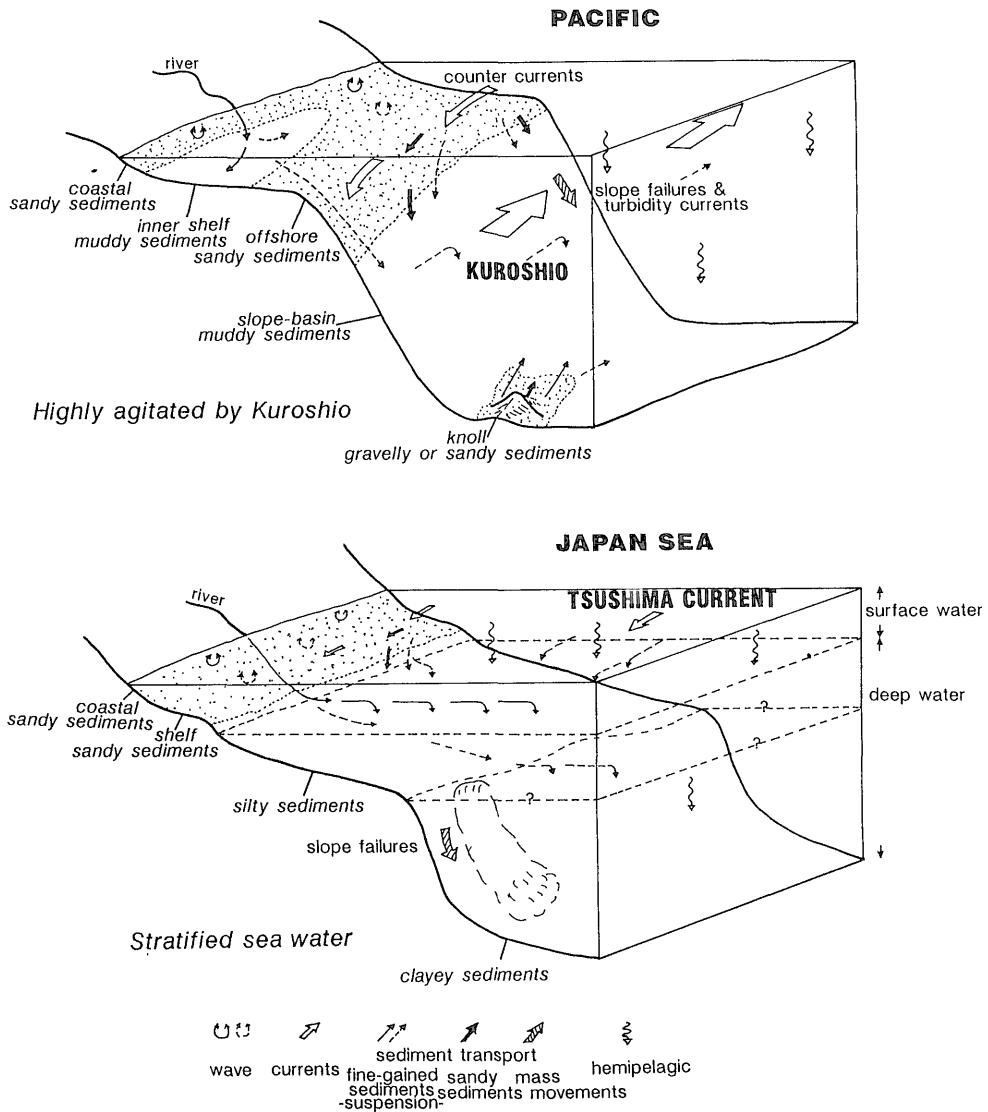 PACIFIC
river
counter currents
coastal
sandy sediments
inner shelf
muddy sediments
offshore
sandy sediments
slope failures &
turbidity currents
KUROSHIO
slope-basin
muddy sediments
Highly agitated by Kuroshio
knoll
gravelly or sandy sediments
JAPAN SEA
river
TSUSHIMA CURRENT
surface water
deep water
coastal
sandy sediments
shelf
sandy sediments
?
?
?
silty sediments
slope failures
Stratified sea water
clayey sediments
sediment transport
wave
currents
fine-gained
sediments
-suspension-
sandy
sediments
mass
movements
hemipelagic